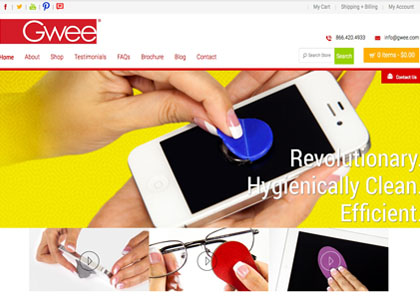 My Cart | Shipping + Billing | My Account
Gwee®
866.420.4933 info@gwee.com
Home About Shop Testimonials FAQs Brochure Blog Contact
Search Store Search 0 items - $0.00
Contact Us
Revolutionary.
Hygienically Clean.
Efficient.